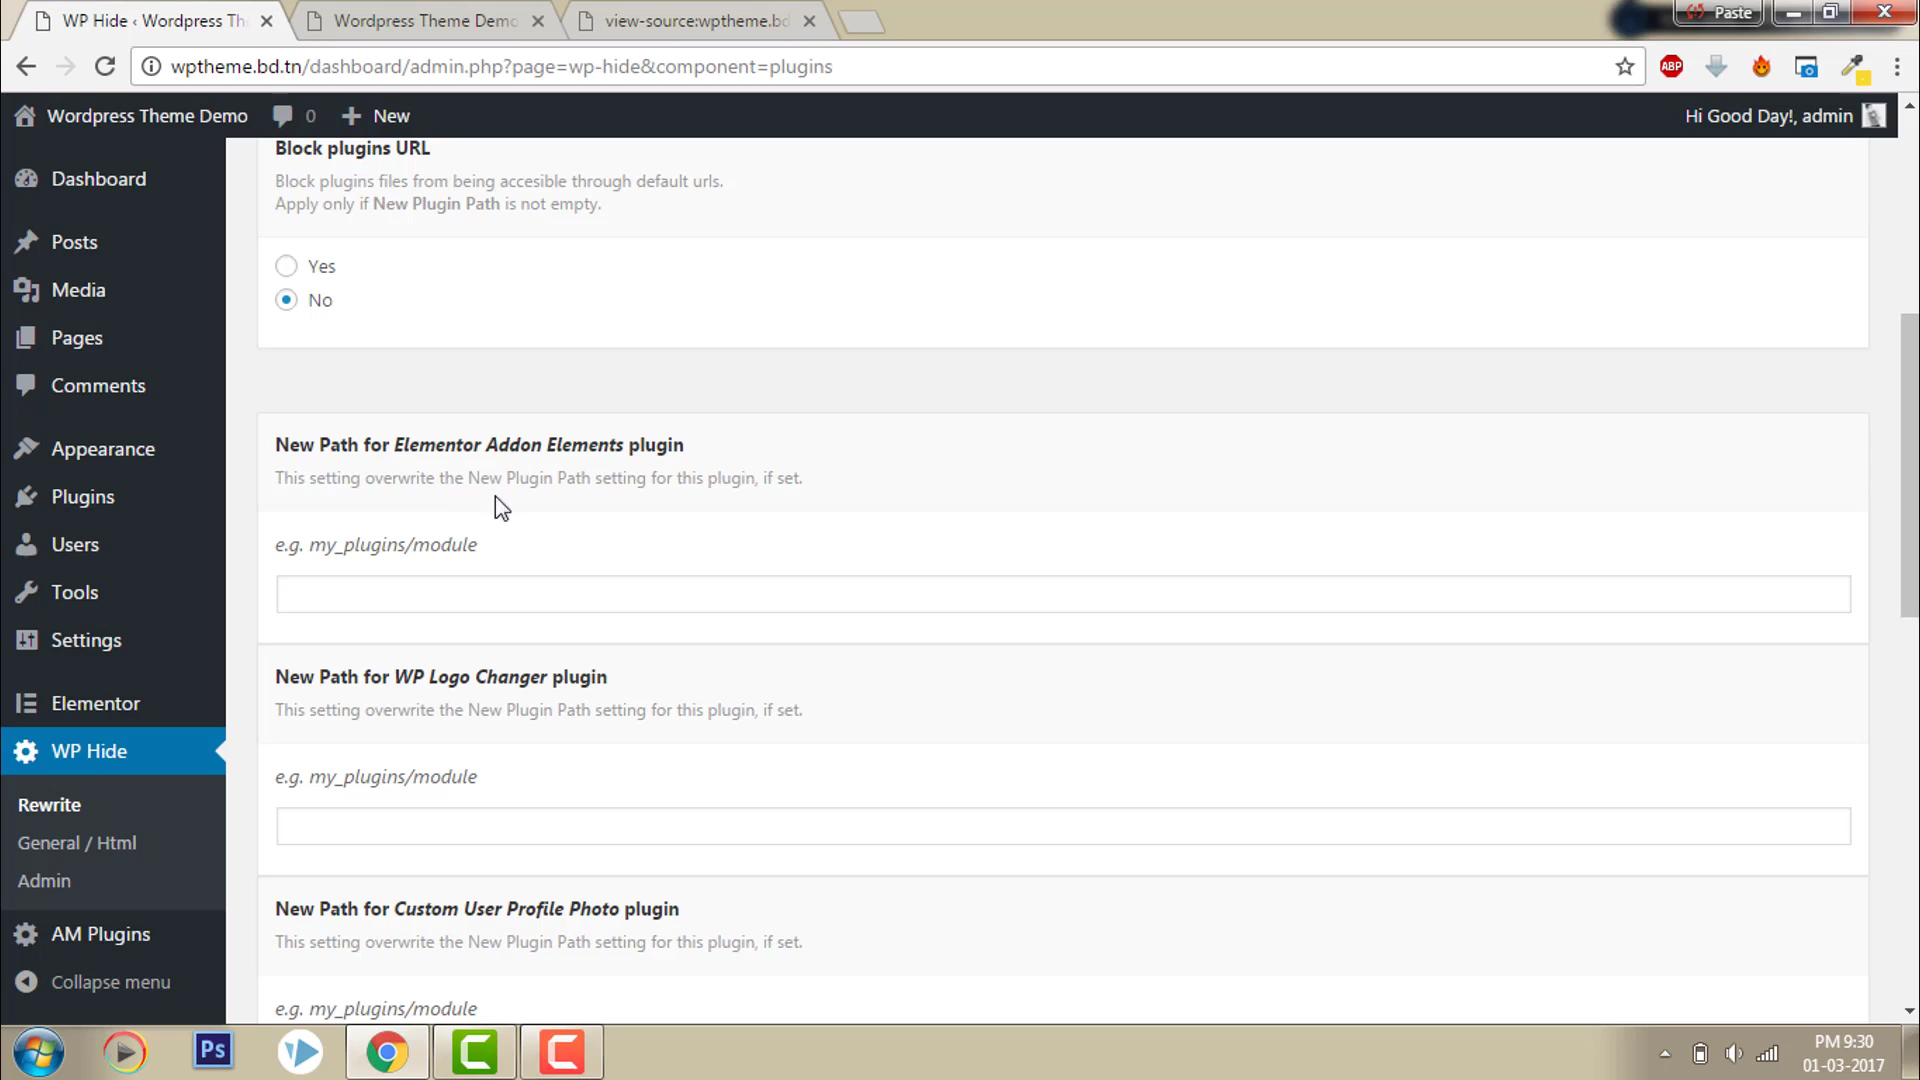 WP Hide ‹ Wordpress Th
Wordpress Theme Demo
view-source:wptheme.bd
Paste
wptheme.bd.tn/dashboard/admin.php?page=wp-hide&component=plugins
ABP
Wordpress Theme Demo
0
New
Hi Good Day!, admin
Dashboard
Posts
Media
Pages
Comments
Appearance
Plugins
Users
Tools
Settings
Elementor
WP Hide
Rewrite
General / Html
Admin
AM Plugins
Collapse menu
Block plugins URL
Block plugins files from being accesible through default urls.
Apply only if New Plugin Path is not empty.
Yes
No
New Path for Elementor Addon Elements plugin
This setting overwrite the New Plugin Path setting for this plugin, if set.
e.g. my_plugins/module
New Path for WP Logo Changer plugin
This setting overwrite the New Plugin Path setting for this plugin, if set.
e.g. my_plugins/module
New Path for Custom User Profile Photo plugin
This setting overwrite the New Plugin Path setting for this plugin, if set.
e.g. my_plugins/module
Ps
PM 9:30
01-03-2017